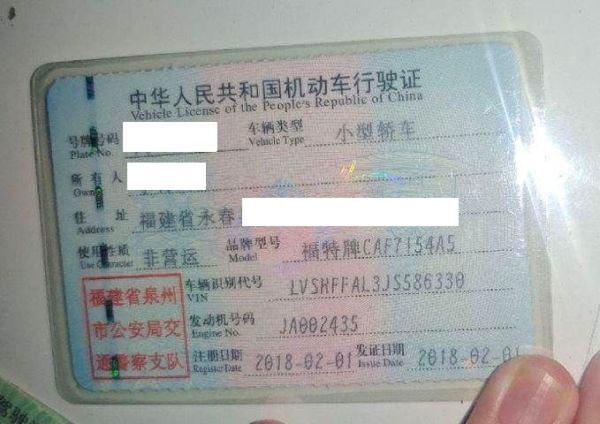 中华人民共和国机动车行驶证
Vehicle License of the People's Republic of China
号牌号码 车辆类型 小型轿车
Plate No. Vehicle Type
所有人
Owner
住址 福建省永春
Address
使用性质 非营运 品牌型号 福特牌CAF7154A5
Use Character Model
福建省泉州
市公安局交
通警察支队
车辆识别代号 LVSHFFAL3JS586330
VIN
发动机号码 JA002435
Engine No.
注册日期 2018-02-01 发证日期 2018-02-01
Register Date Issue Date